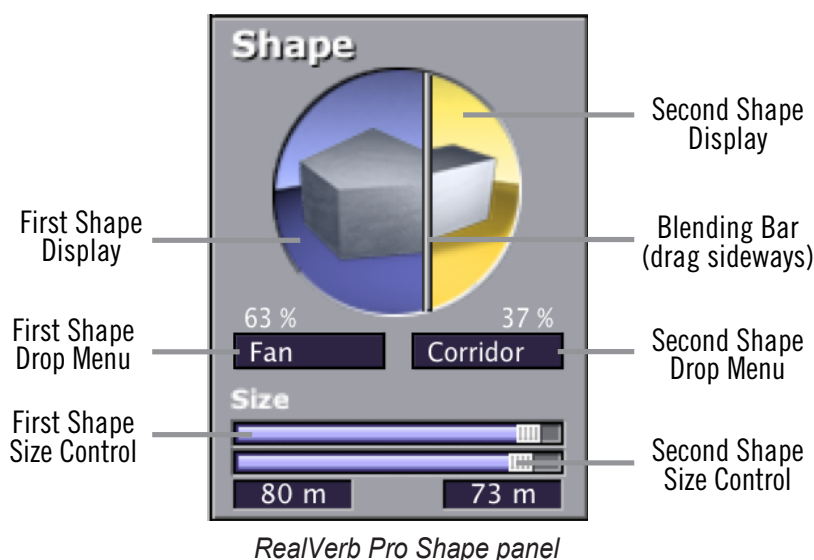 Shape
Second Shape
Display
First Shape
Display
Blending Bar
(drag sideways)
63 %
37 %
First Shape
Drop Menu
Fan
Corridor
Second Shape
Drop Menu
Size
First Shape
Size Control
Second Shape
Size Control
80 m
73 m
RealVerb Pro Shape panel